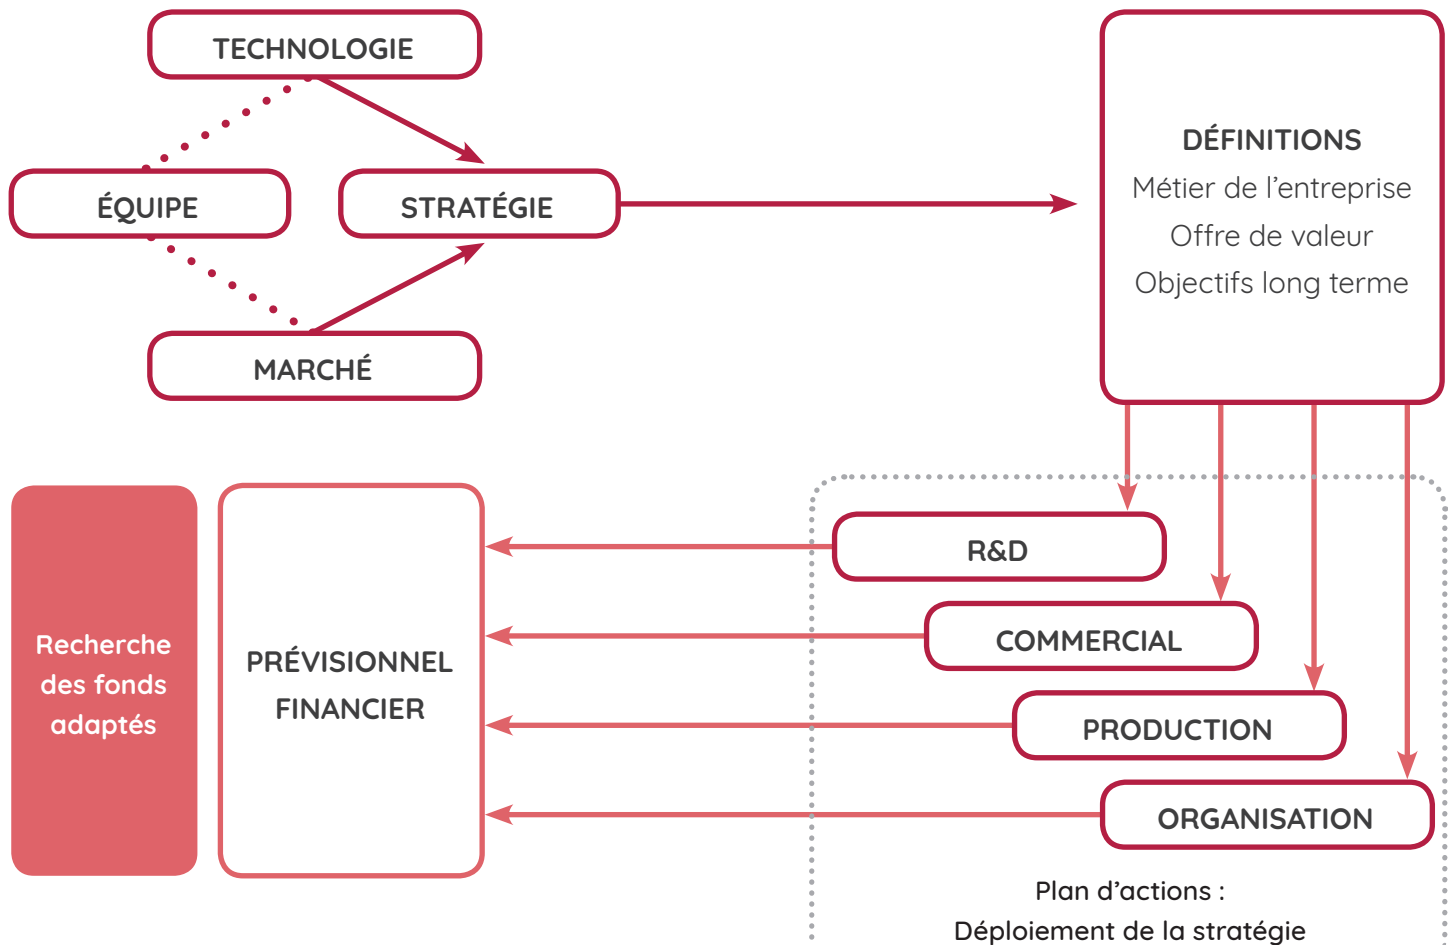 TECHNOLOGIE
ÉQUIPE
STRATÉGIE
MARCHÉ
DÉFINITIONS
Métier de l’entreprise
Offre de valeur
Objectifs long terme
R&D
COMMERCIAL
PRODUCTION
ORGANISATION
Plan d’actions :
Déploiement de la stratégie
PRÉVISIONNEL
FINANCIER
Recherche
des fonds
adaptés